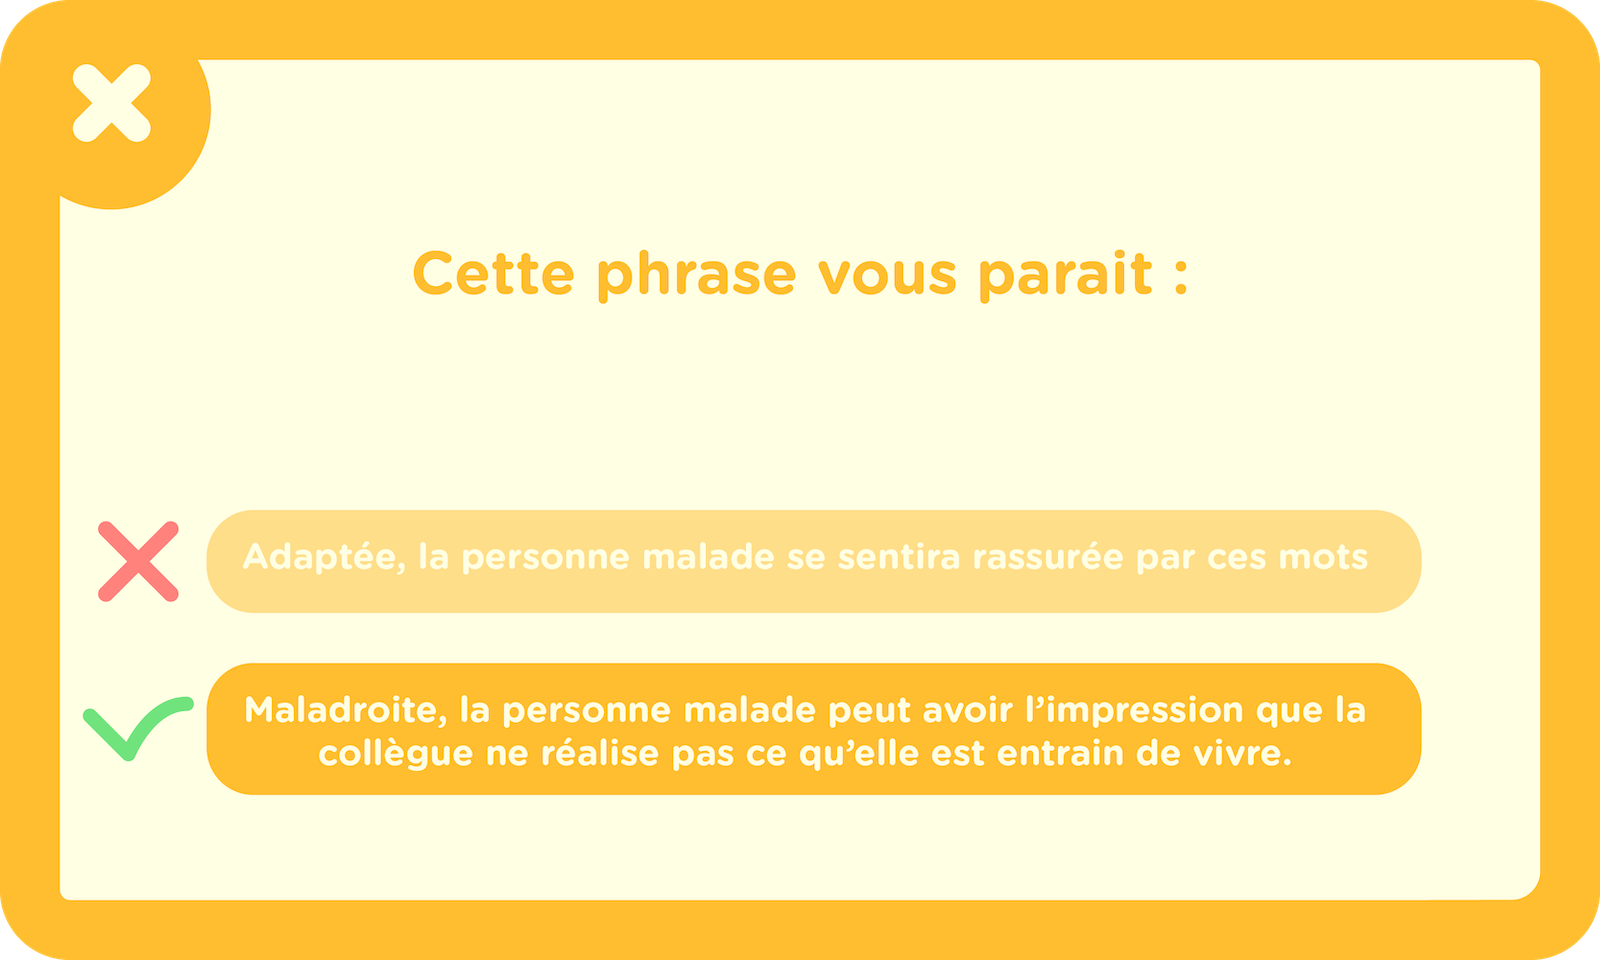 Cette phrase vous parait :
Adaptée, la personne malade se sentira rassurée par ces mots
Maladroite, la personne malade peut avoir l’impression que la
collègue ne réalise pas ce qu’elle est entrain de vivre.